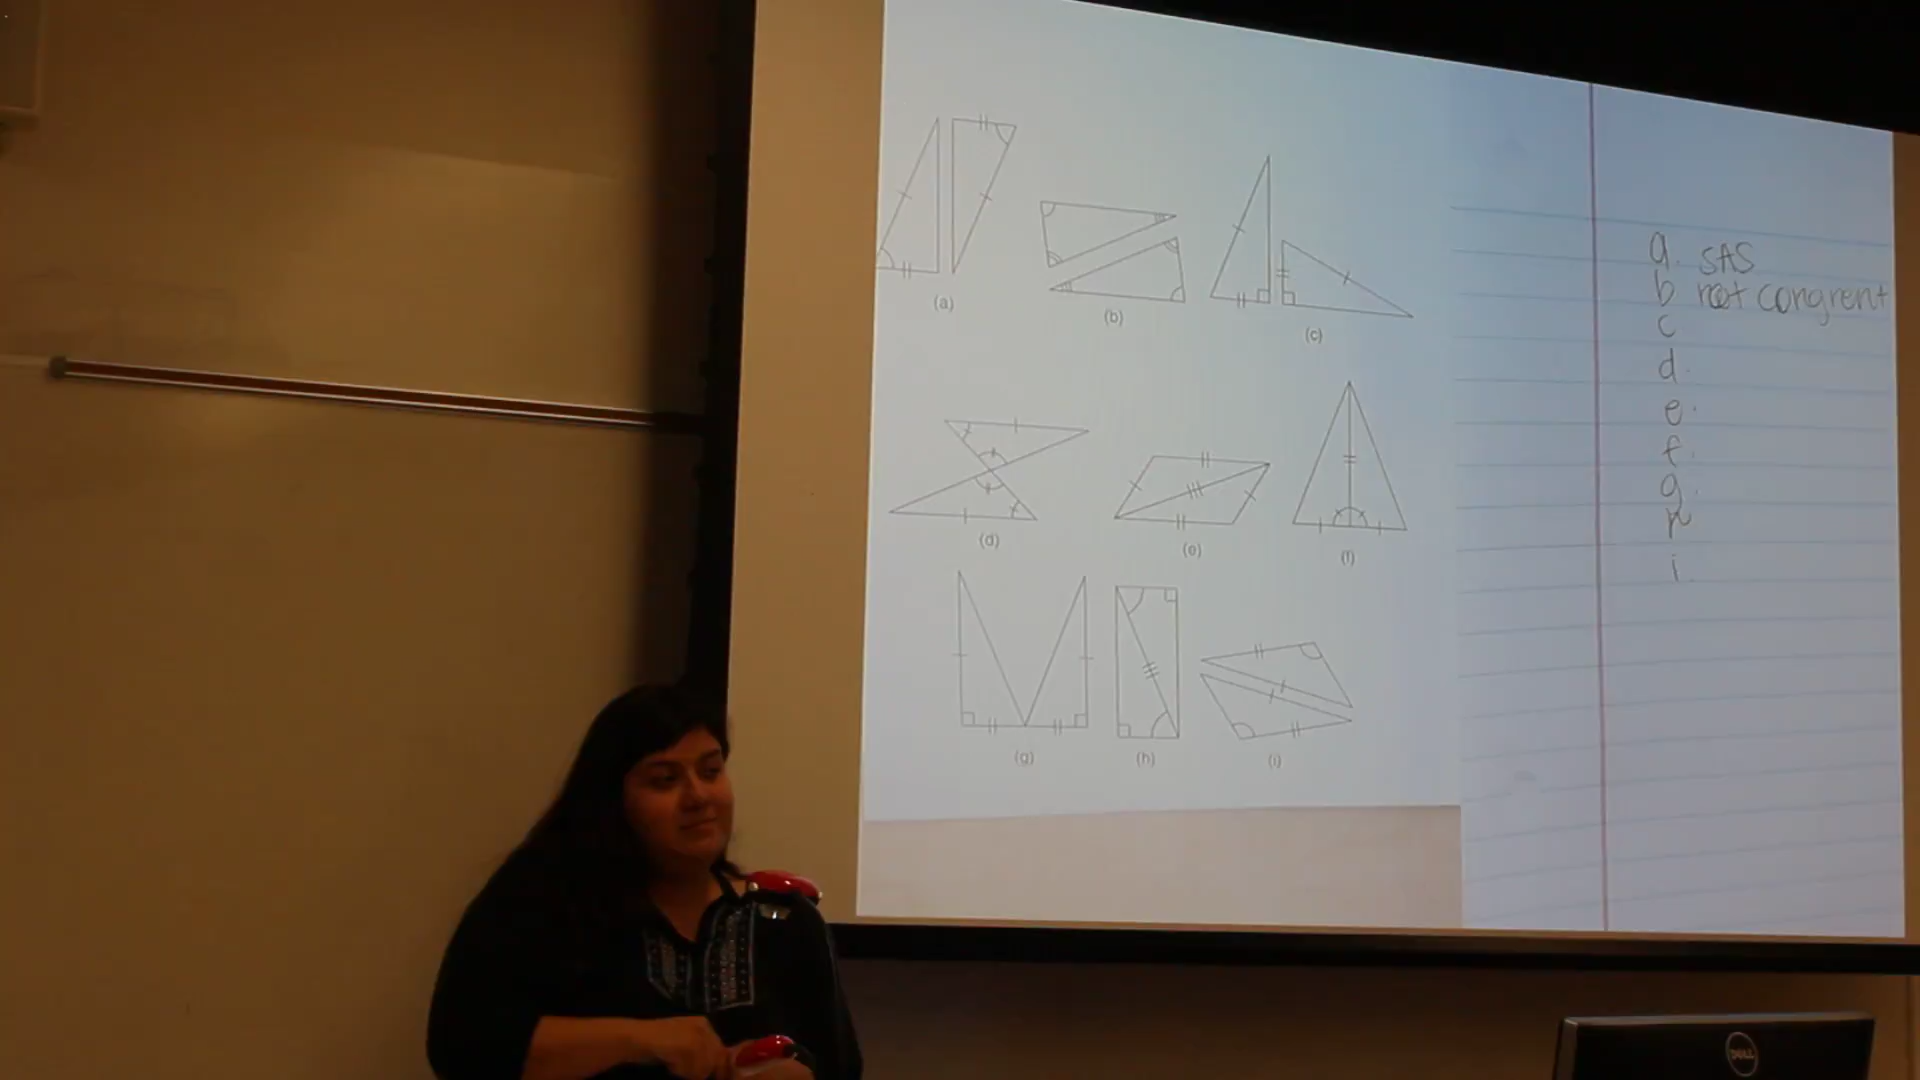 (a)
(b)
(c)
(d)
(e)
(f)
(g)
(h)
(i)
a. SAS
b not congrent
c
d.
e.
f.
g.
h
i
DELL